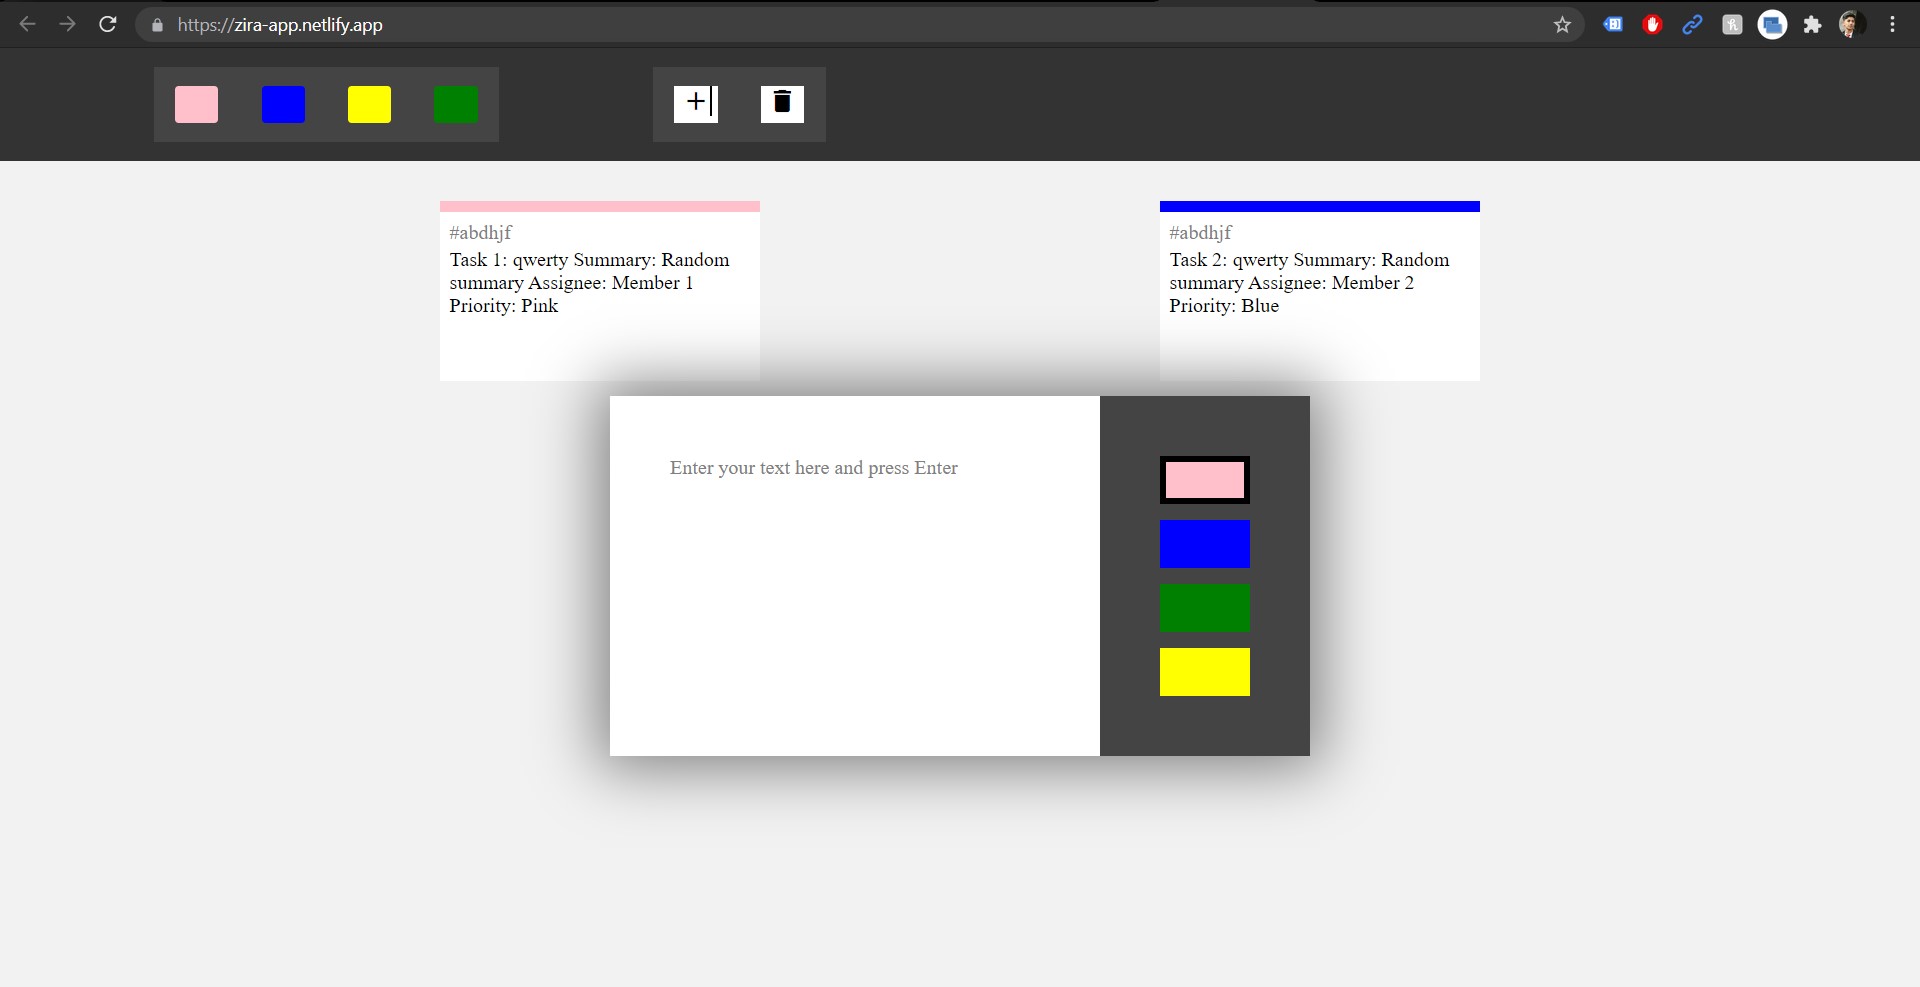 https://zira-app.netlify.app
#abdhjf
Task 1: qwerty Summary: Random
summary Assignee: Member 1
Priority: Pink
#abdhjf
Task 2: qwerty Summary: Random
summary Assignee: Member 2
Priority: Blue
Enter your text here and press Enter